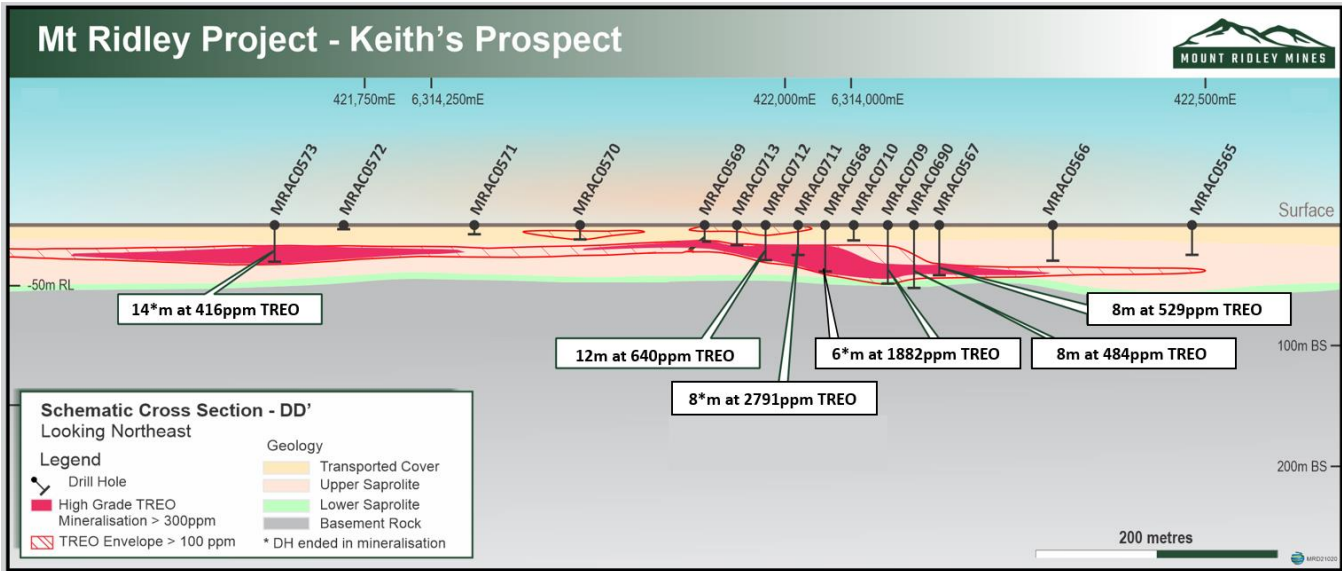 Mt Ridley Project - Keith's Prospect
MOUNT RIDLEY MINES
421,750mE
6,314,250mE
422,000mE
6,314,000mE
422,500mE
MRAC0573
MRAC0572
MRAC0571
MRAC0570
MRAC0569
MRAC0713
MRAC0712
MRAC0711
MRAC0568
MRAC0710
MRAC0709
MRAC0690
MRAC0567
MRAC0566
MRAC0565
Surface
-50m RL
14*m at 416ppm TREO
8m at 529ppm TREO
12m at 640ppm TREO
6*m at 1882ppm TREO
8m at 484ppm TREO
100m BS
8*m at 2791ppm TREO
Schematic Cross Section - DD'
Looking Northeast
Legend
Drill Hole
High Grade TREO
Mineralisation > 300ppm
TREO Envelope > 100 ppm
Geology
Transported Cover
Upper Saprolite
Lower Saprolite
Basement Rock
* DH ended in mineralisation
200m BS
200 metres
MRD21020